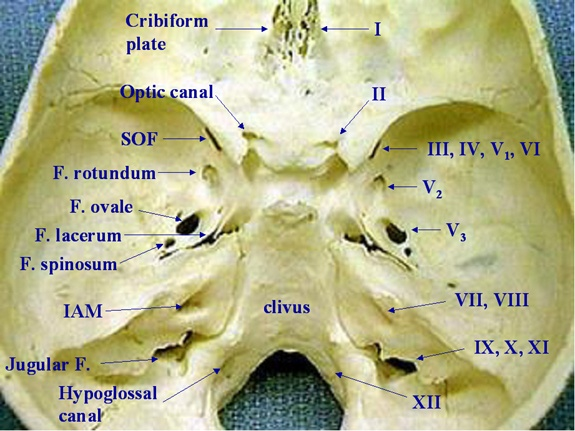 Cribiform
plate
I
Optic canal
II
SOF
III, IV, V₁, VI
F. rotundum
V₂
F. ovale
V₃
F. lacerum
F. spinosum
IAM
clivus
VII, VIII
Jugular F.
IX, X, XI
Hypoglossal
canal
XII